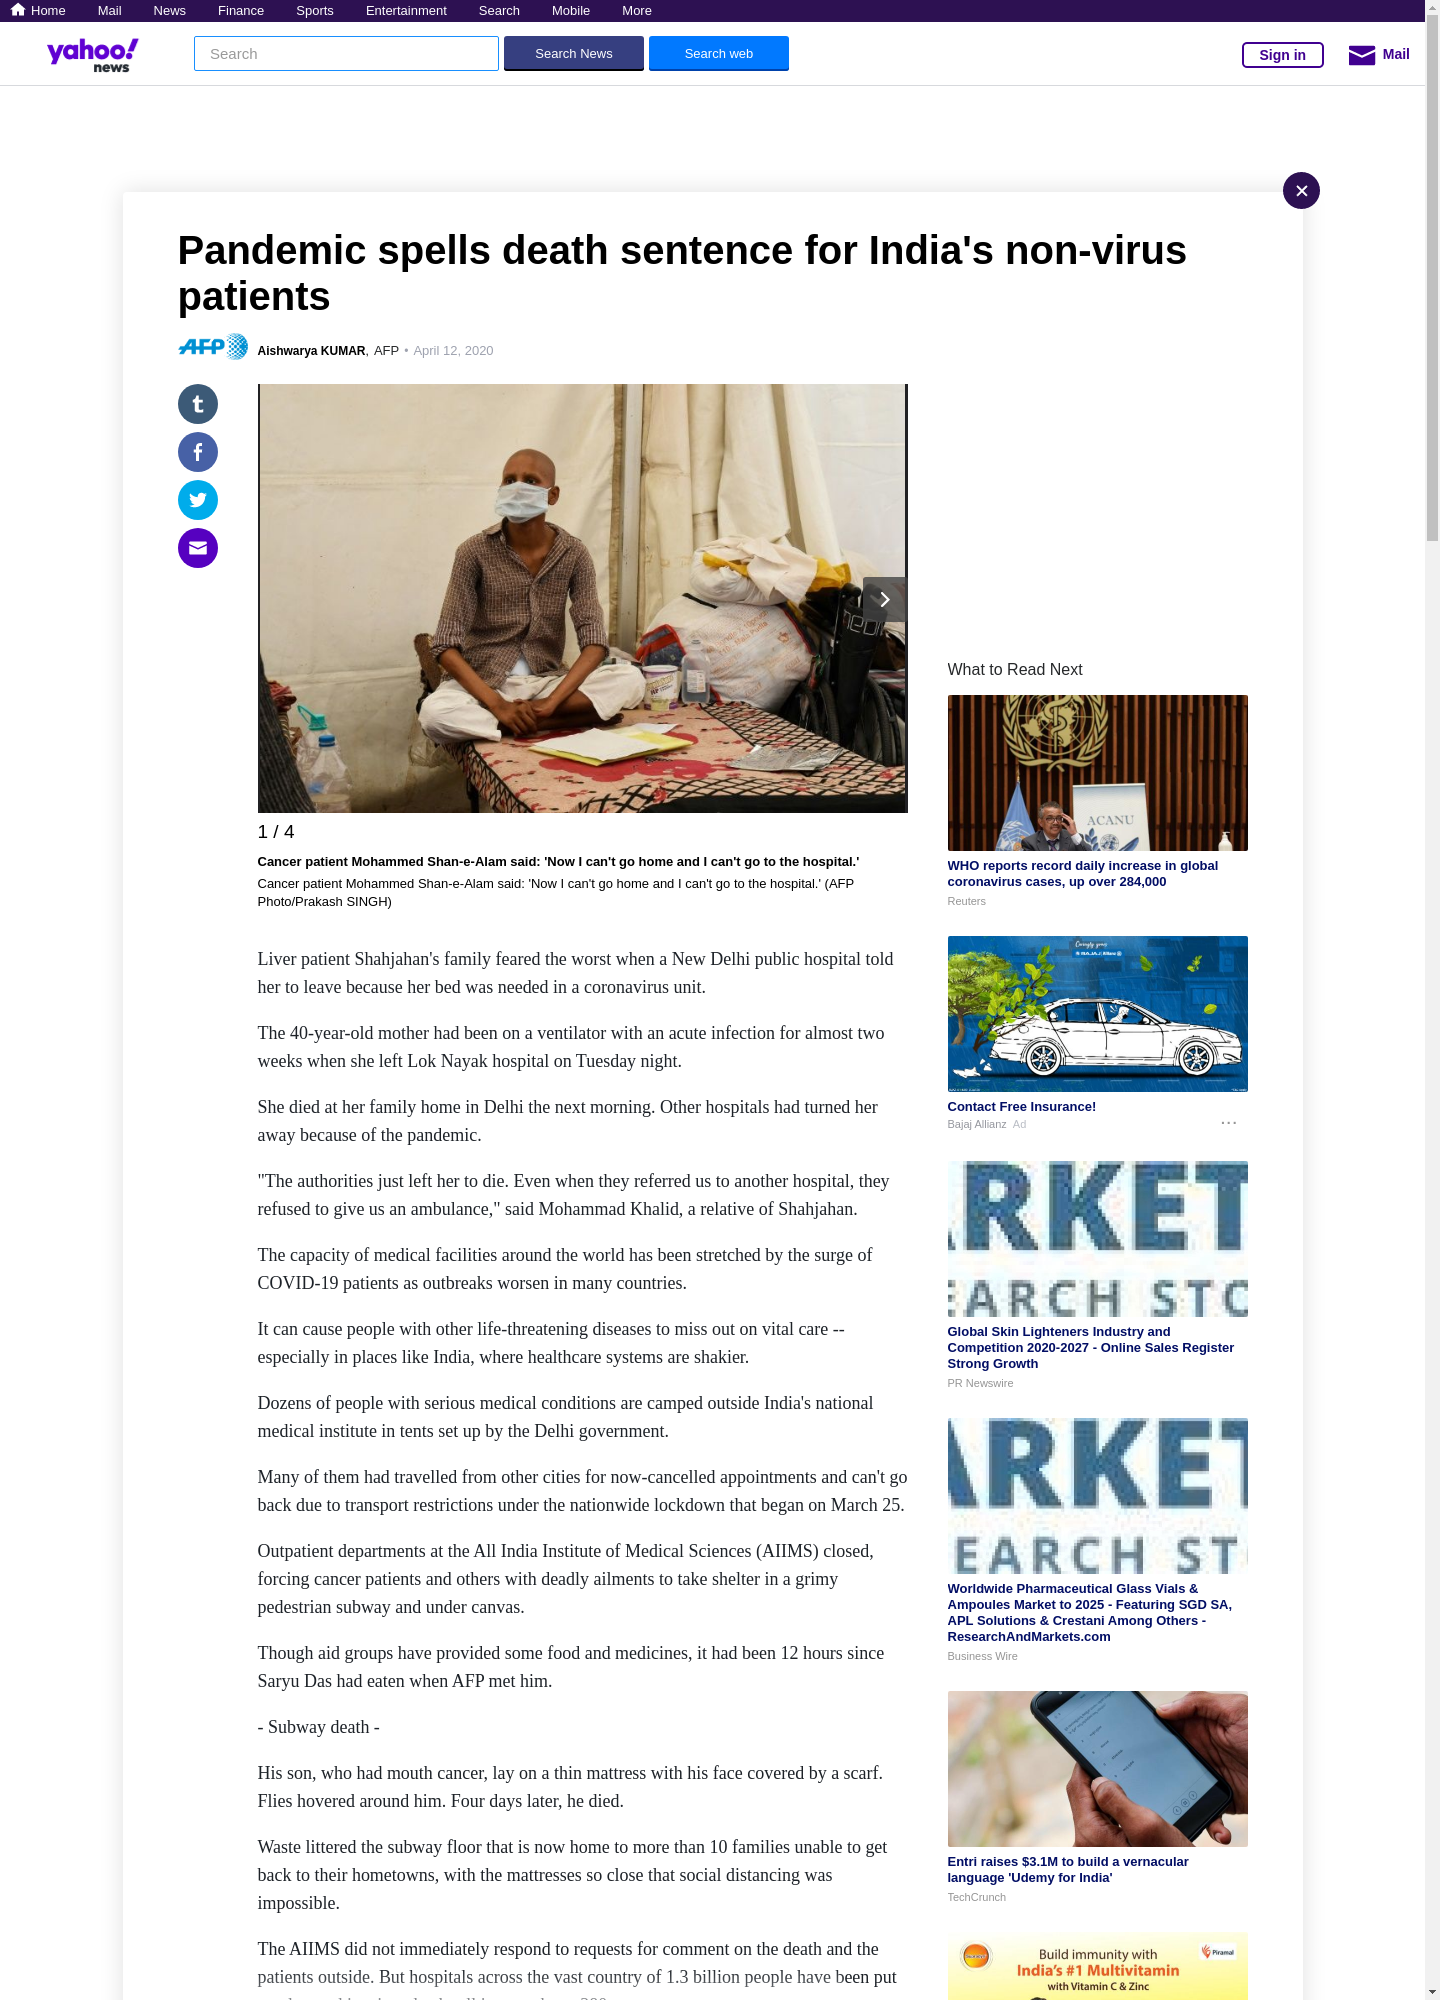 Home Mail News Finance Sports Entertainment Search Mobile More
yahoo!
news
Search
Search News
Search web
Sign in
Mail
Pandemic spells death sentence for India's non-virus
patients
AFP
Aishwarya KUMAR, AFP • April 12, 2020
1 / 4
Cancer patient Mohammed Shan-e-Alam said: 'Now I can't go home and I can't go to the hospital.'
Cancer patient Mohammed Shan-e-Alam said: 'Now I can't go home and I can't go to the hospital.' (AFP
Photo/Prakash SINGH)
Liver patient Shahjahan's family feared the worst when a New Delhi public hospital told
her to leave because her bed was needed in a coronavirus unit.
The 40-year-old mother had been on a ventilator with an acute infection for almost two
weeks when she left Lok Nayak hospital on Tuesday night.
She died at her family home in Delhi the next morning. Other hospitals had turned her
away because of the pandemic.
"The authorities just left her to die. Even when they referred us to another hospital, they
refused to give us an ambulance," said Mohammad Khalid, a relative of Shahjahan.
The capacity of medical facilities around the world has been stretched by the surge of
COVID-19 patients as outbreaks worsen in many countries.
It can cause people with other life-threatening diseases to miss out on vital care --
especially in places like India, where healthcare systems are shakier.
Dozens of people with serious medical conditions are camped outside India's national
medical institute in tents set up by the Delhi government.
Many of them had travelled from other cities for now-cancelled appointments and can't go
back due to transport restrictions under the nationwide lockdown that began on March 25.
Outpatient departments at the All India Institute of Medical Sciences (AIIMS) closed,
forcing cancer patients and others with deadly ailments to take shelter in a grimy
pedestrian subway and under canvas.
Though aid groups have provided some food and medicines, it had been 12 hours since
Saryu Das had eaten when AFP met him.
- Subway death -
His son, who had mouth cancer, lay on a thin mattress with his face covered by a scarf.
Flies hovered around him. Four days later, he died.
Waste littered the subway floor that is now home to more than 10 families unable to get
back to their hometowns, with the mattresses so close that social distancing was
impossible.
The AIIMS did not immediately respond to requests for comment on the death and the
patients outside. But hospitals across the vast country of 1.3 billion people have been put
What to Read Next
ACANU
WHO reports record daily increase in global
coronavirus cases, up over 284,000
Reuters
Caringly yours
BAJAJ Allianz
Contact Free Insurance!
Bajaj Allianz Ad
...
ARKET
EARCH STO
Global Skin Lighteners Industry and
Competition 2020-2027 - Online Sales Register
Strong Growth
PR Newswire
ARKET
EARCH STO
Worldwide Pharmaceutical Glass Vials &
Ampoules Market to 2025 - Featuring SGD SA,
APL Solutions & Crestani Among Others -
ResearchAndMarkets.com
Business Wire
Entri raises $3.1M to build a vernacular
language 'Udemy for India'
TechCrunch
Piramal
Build immunity with
India's #1 Multivitamin
with Vitamin C & Zinc